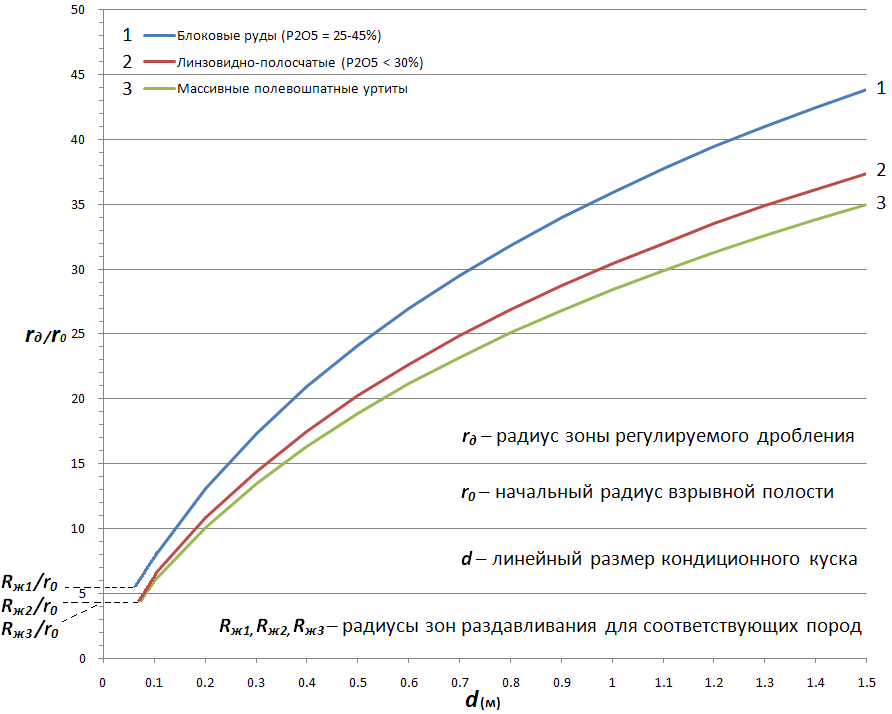 50
45
40
35
30
25
20
15
10
5
0
1 Блоковые руды (P2O5 = 25-45%)
2 Линзовидно-полосчатые (P2O5 < 30%)
3 Массивные полевошпатные уртиты
1
2
3
rд/r0
rд – радиус зоны регулируемого дробления
r0 – начальный радиус взрывной полости
d – линейный размер кондиционного куска
Rж1, Rж2, Rж3 – радиусы зон раздавливания для соответствующих пород
Rж1/r0
Rж2/r0
Rж3/r0
0 0.1 0.2 0.3 0.4 0.5 0.6 0.7 0.8 0.9 1 1.1 1.2 1.3 1.4 1.5
d (м)